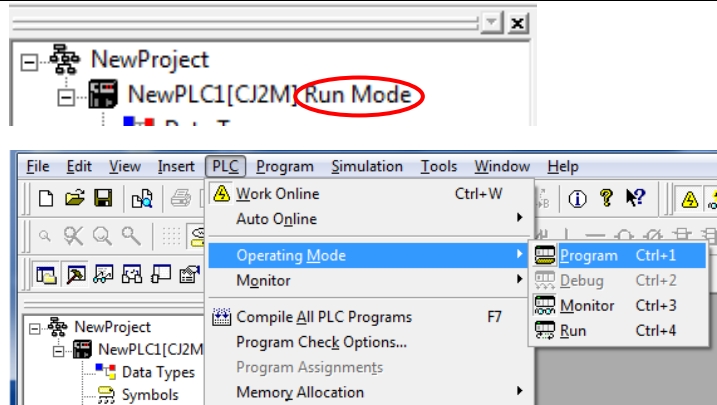 NewProject
NewPLC1[CJ2M] Run Mode
Data T
File Edit View Insert PLC Program Simulation Tools Window Help
Work Online Ctrl+W
Auto Online
Operating Mode
Program Ctrl+1
Debug Ctrl+2
Monitor
Monitor Ctrl+3
Compile All PLC Programs F7
Run Ctrl+4
Program Check Options...
Program Assignments
Memory Allocation
NewProject
NewPLC1[CJ2M
Data Types
Symbols